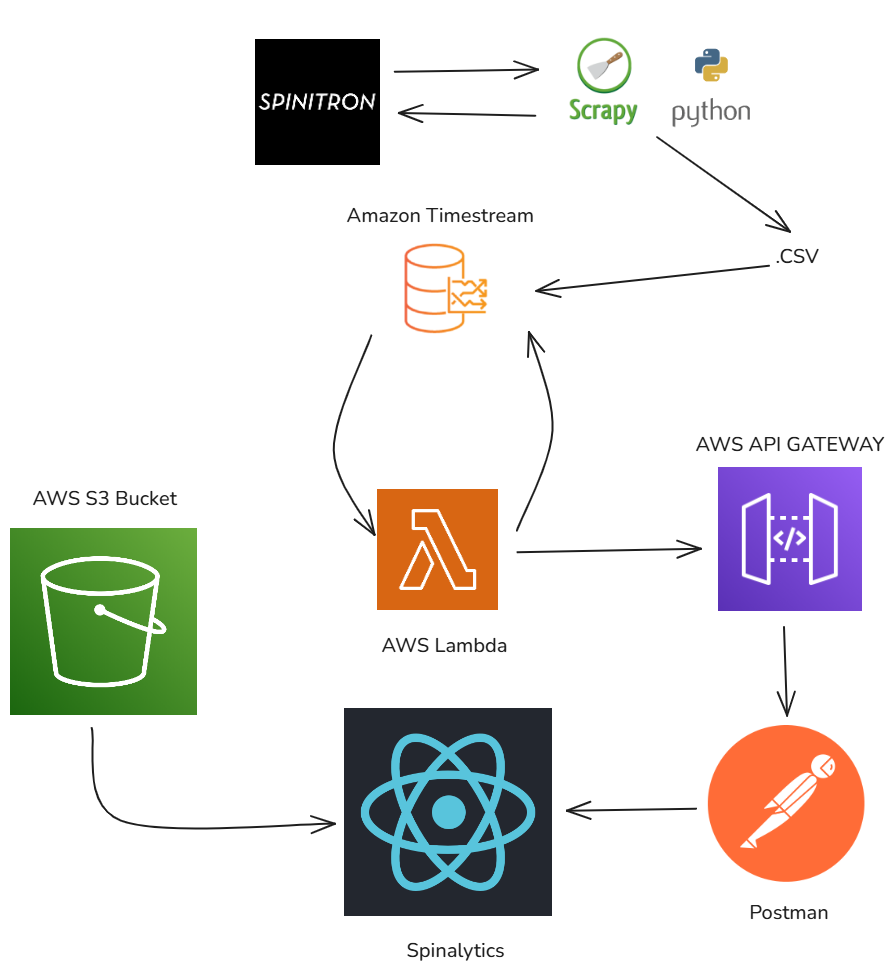 SPINITRON
Scrapy
python
Amazon Timestream
.CSV
AWS API GATEWAY
AWS S3 Bucket
</>
AWS Lambda
Postman
Spinalytics